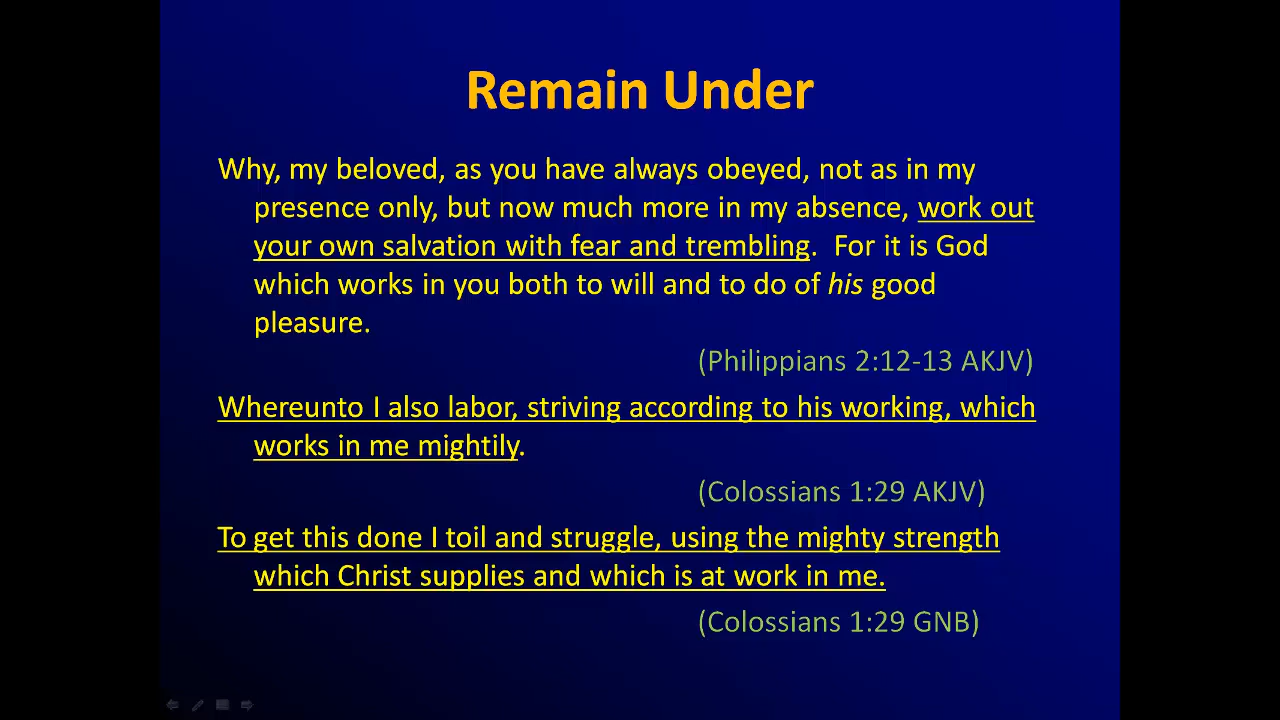 Remain Under
Why, my beloved, as you have always obeyed, not as in my
presence only, but now much more in my absence, work out
your own salvation with fear and trembling.  For it is God
which works in you both to will and to do of his good
pleasure.
(Philippians 2:12-13 AKJV)
Whereunto I also labor, striving according to his working, which
works in me mightily.
(Colossians 1:29 AKJV)
To get this done I toil and struggle, using the mighty strength
which Christ supplies and which is at work in me.
(Colossians 1:29 GNB)